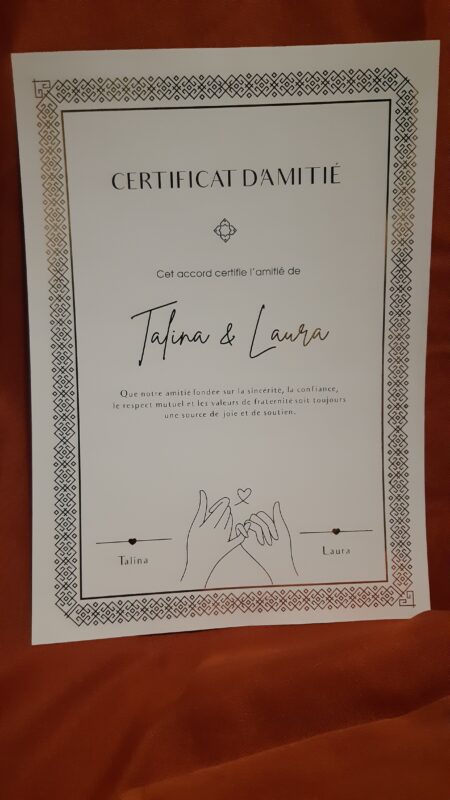 CERTIFICAT D'AMITIÉ
Cet accord certifie l'amitié de
Talina & Laura
Que notre amitié fondée sur la sincérité, la confiance,
le respect mutuel et les valeurs de fraternité soit toujours
une source de joie et de soutien.
Talina
Laura